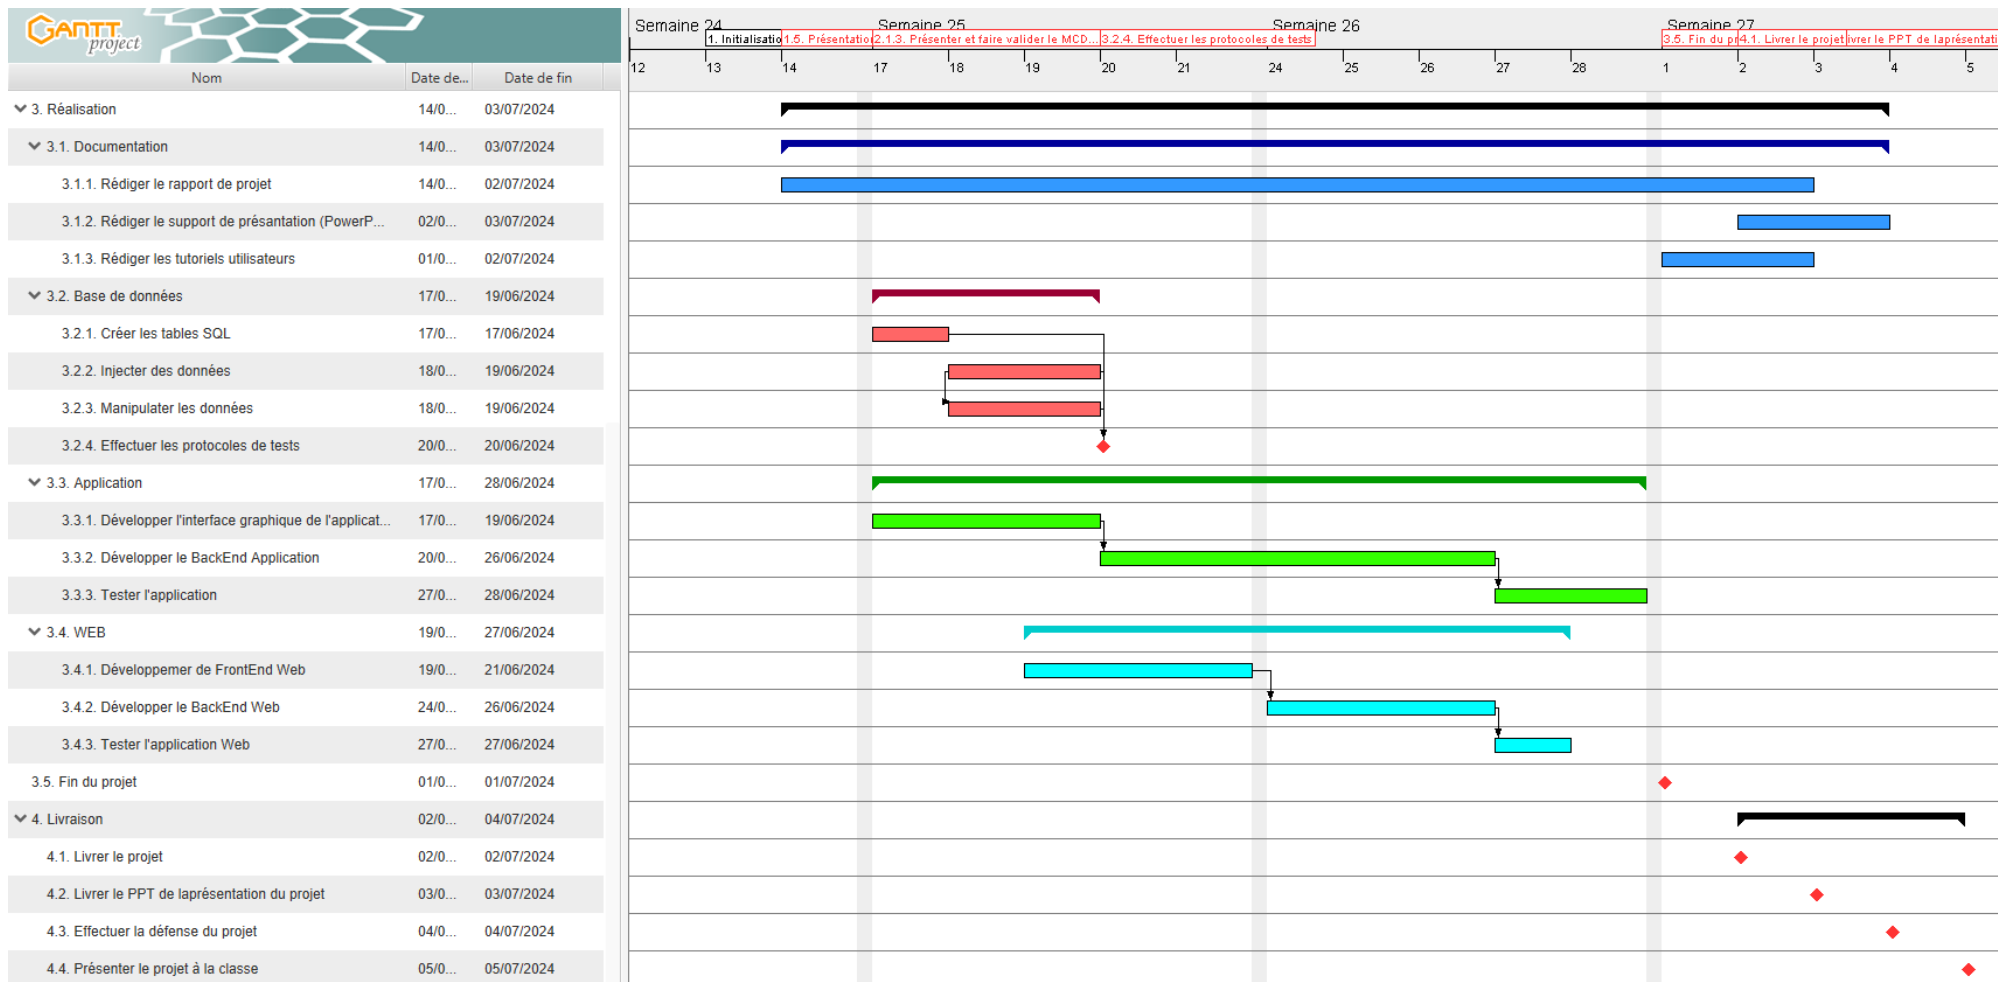 GANTT
project
Semaine 24 Semaine 25 Semaine 26 Semaine 27
1. Initialisatio 1.5. Présentatio 2.1.3. Présenter et faire valider le MCD... 3.2.4. Effectuer les protocoles de tests 3.5. Fin du pr 4.1. Livrer le projet ivrer le PPT de laprésentati
12 13 14 17 18 19 20 21 24 25 26 27 28 1 2 3 4 5
Nom Date de... Date de fin
3. Réalisation 14/0... 03/07/2024
3.1. Documentation 14/0... 03/07/2024
3.1.1. Rédiger le rapport de projet 14/0... 02/07/2024
3.1.2. Rédiger le support de présantation (PowerP... 02/0... 03/07/2024
3.1.3. Rédiger les tutoriels utilisateurs 01/0... 02/07/2024
3.2. Base de données 17/0... 19/06/2024
3.2.1. Créer les tables SQL 17/0... 17/06/2024
3.2.2. Injecter des données 18/0... 19/06/2024
3.2.3. Manipulater les données 18/0... 19/06/2024
3.2.4. Effectuer les protocoles de tests 20/0... 20/06/2024
3.3. Application 17/0... 28/06/2024
3.3.1. Développer l'interface graphique de l'applicat... 17/0... 19/06/2024
3.3.2. Développer le BackEnd Application 20/0... 26/06/2024
3.3.3. Tester l'application 27/0... 28/06/2024
3.4. WEB 19/0... 27/06/2024
3.4.1. Développemer de FrontEnd Web 19/0... 21/06/2024
3.4.2. Développer le BackEnd Web 24/0... 26/06/2024
3.4.3. Tester l'application Web 27/0... 27/06/2024
3.5. Fin du projet 01/0... 01/07/2024
4. Livraison 02/0... 04/07/2024
4.1. Livrer le projet 02/0... 02/07/2024
4.2. Livrer le PPT de laprésentation du projet 03/0... 03/07/2024
4.3. Effectuer la défense du projet 04/0... 04/07/2024
4.4. Présenter le projet à la classe 05/0... 05/07/2024